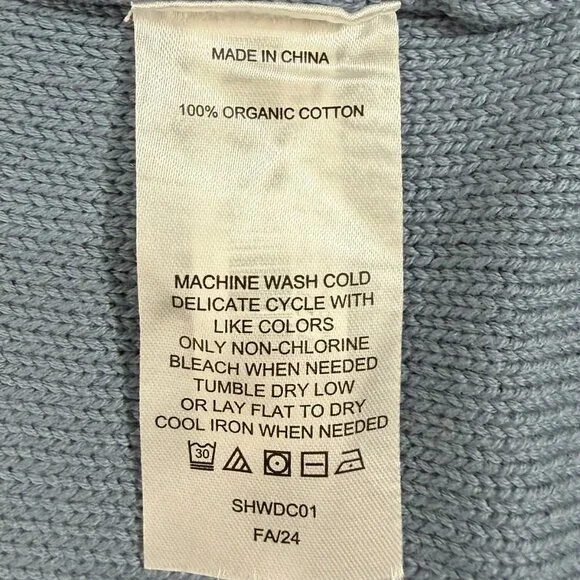 MADE IN CHINA
100% ORGANIC COTTON
MACHINE WASH COLD
DELICATE CYCLE WITH
LIKE COLORS
ONLY NON-CHLORINE
BLEACH WHEN NEEDED
TUMBLE DRY LOW
OR LAY FLAT TO DRY
COOL IRON WHEN NEEDED
30
SHWDC01
FA/24